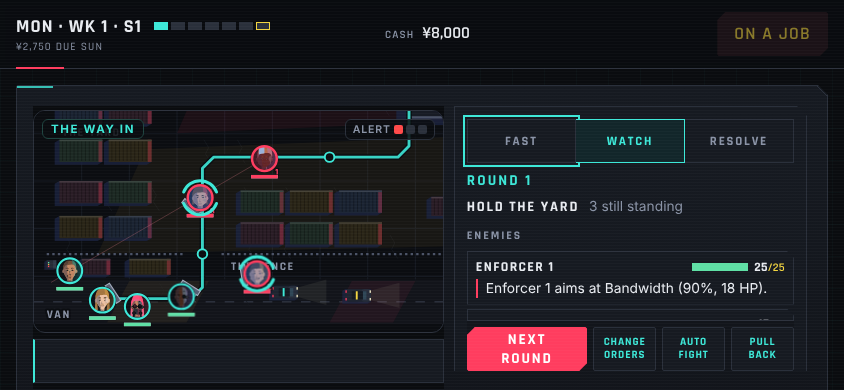 MON · WK 1 · S1
¥2,750 DUE SUN
CASH ¥8,000
ON A JOB
THE WAY IN
ALERT
VAN
FAST
WATCH
RESOLVE
ROUND 1
HOLD THE YARD 3 still standing
ENEMIES
ENFORCER 1 25/25
Enforcer 1 aims at Bandwidth (90%, 18 HP).
NEXT ROUND
CHANGE ORDERS
AUTO FIGHT
PULL BACK